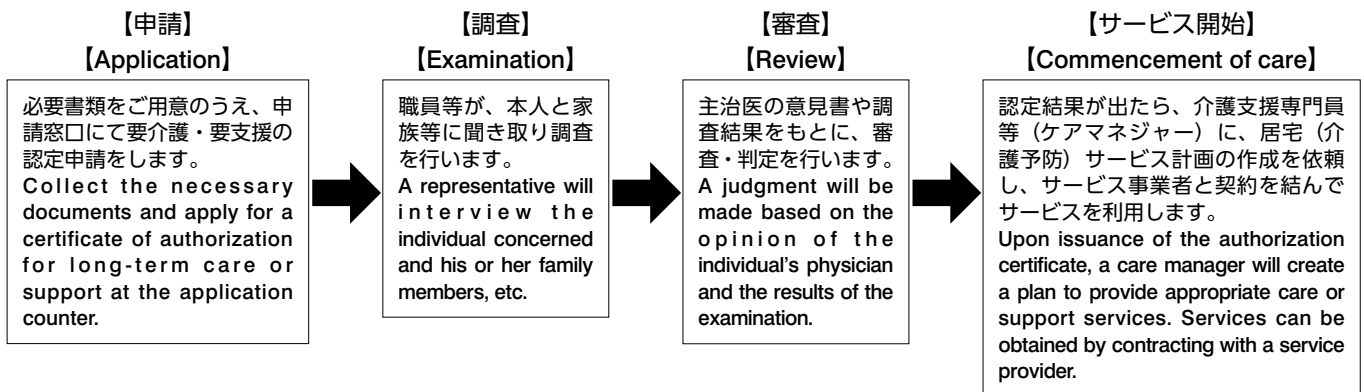 【申請】
【Application】
必要書類をご用意のうえ、申
請窓口にて要介護・要支援の
認定申請をします。
Collect the necessary
documents and apply for a
certificate of authorization
for long-term care or
support at the application
counter.
【調査】
【Examination】
職員等が、本人と家
族等に聞き取り調査
を行います。
A representative will
interview the
individual concerned
and his or her family
members, etc.
【審査】
【Review】
主治医の意見書や調
査結果をもとに、審
査・判定を行います。
A judgment will be
made based on the
opinion of the
individual’s physician
and the results of the
examination.
【サービス開始】
【Commencement of care】
認定結果が出たら、介護支援専門員
等（ケアマネジャー）に、居宅（介
護予防）サービス計画の作成を依頼
し、サービス事業者と契約を結んで
サービスを利用します。
Upon issuance of the authorization
certificate, a care manager will create
a plan to provide appropriate care or
support services. Services can be
obtained by contracting with a service
provider.